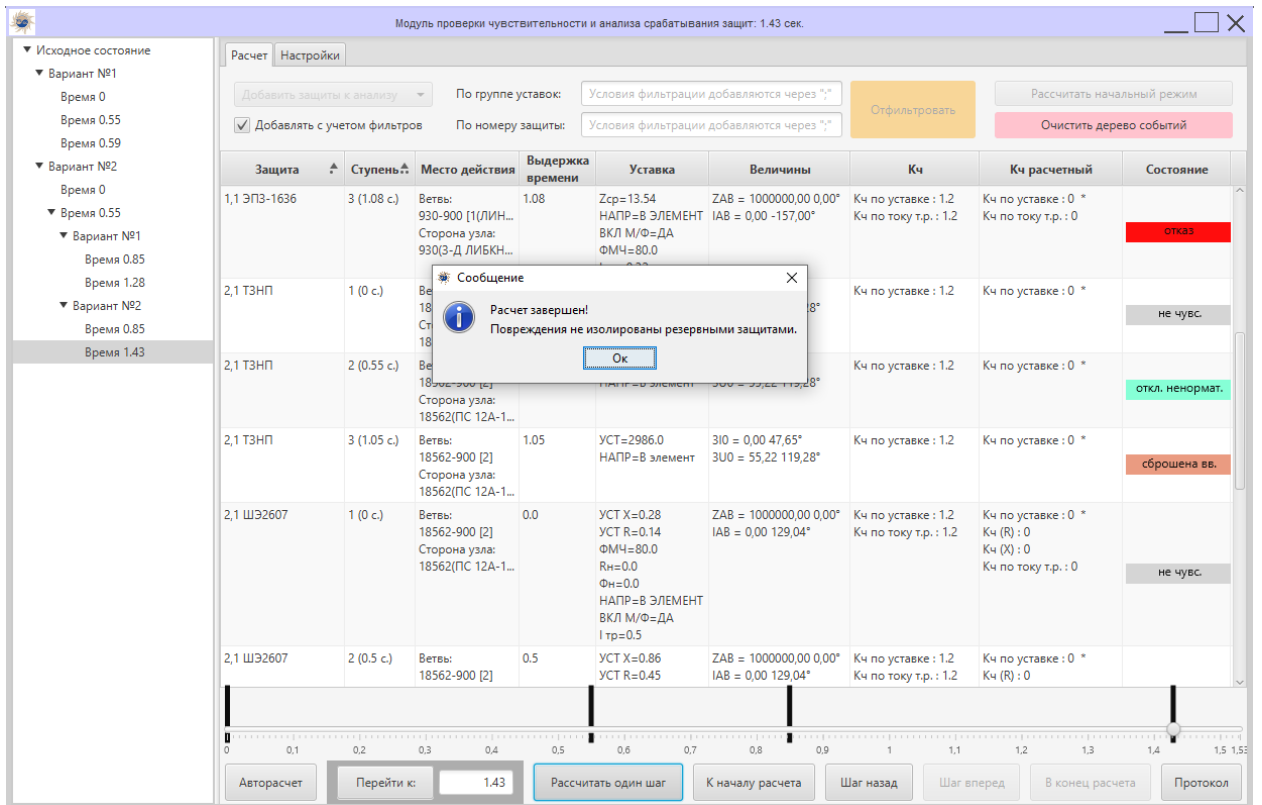 Модуль проверки чувствительности и анализа срабатывания защит: 1.43 сек.
Исходное состояние
Вариант №1
Время 0
Время 0.55
Время 0.59
Вариант №2
Время 0
Время 0.55
Вариант №1
Время 0.85
Время 1.28
Вариант №2
Время 0.85
Время 1.43
Расчет Настройки
Добавить защиты к анализу По группе уставок: Условия фильтрации добавляются через ";" Отфильтровать Рассчитать начальный режим
Добавлять с учетом фильтров По номеру защиты: Условия фильтрации добавляются через ";" Очистить дерево событий
Защита Ступень Место действия Выдержка времени Уставка Величины Кч Кч расчетный Состояние
1,1 ЭПЗ-1636 3 (1.08 с.) Ветвь: 1.08 Zср=13.54 ZAB = 1000000,00 0,00° Кч по уставке : 1.2 Кч по уставке : 0 *
930-900 [1(ЛИН... НАПР=В ЭЛЕМЕНТ IAB = 0,00 -157,00° Кч по току т.р. : 1.2 Кч по току т.р. : 0
Сторона узла: ВКЛ М/Ф=ДА отказ
930(3-Д ЛИБКН... ФМЧ=80.0
Сообщение
Расчет завершен!
Повреждения не изолированы резервными защитами.
Ок
2,1 ТЗНП 1 (0 с.) Ве 28° Кч по уставке : 1.2 Кч по уставке : 0 *
18
Ст не чувс.
18
2,1 ТЗНП 2 (0.55 с.) Ве Кч по уставке : 1.2 Кч по уставке : 0 *
18562-900 [2] НАПР=В элемент 3U0 = 55,22 119,28°
Сторона узла: откл. ненормат.
18562(ПС 12А-1...
2,1 ТЗНП 3 (1.05 с.) Ветвь: 1.05 УСТ=2986.0 3I0 = 0,00 47,65° Кч по уставке : 1.2 Кч по уставке : 0 *
18562-900 [2] НАПР=В элемент 3U0 = 55,22 119,28°
Сторона узла: сброшена вв.
18562(ПС 12А-1...
2,1 ШЭ2607 1 (0 с.) Ветвь: 0.0 УСТ X=0.28 ZAB = 1000000,00 0,00° Кч по уставке : 1.2 Кч по уставке : 0 *
18562-900 [2] УСТ R=0.14 IAB = 0,00 129,04° Кч по току т.р. : 1.2 Кч (R) : 0
Сторона узла: ФМЧ=80.0 Кч (X) : 0
18562(ПС 12А-1... Rн=0.0 Кч по току т.р. : 0
Фн=0.0 не чувс.
НАПР=В ЭЛЕМЕНТ
ВКЛ М/Ф=ДА
I тр=0.5
2,1 ШЭ2607 2 (0.5 с.) Ветвь: 0.5 УСТ X=0.86 ZAB = 1000000,00 0,00° Кч по уставке : 1.2 Кч по уставке : 0 *
18562-900 [2] УСТ R=0.45 IAB = 0,00 129,04° Кч по току т.р. : 1.2 Кч (R) : 0
0 0,1 0,2 0,3 0,4 0,5 0,6 0,7 0,8 0,9 1 1,1 1,2 1,3 1,4 1,5 1,53
Авторасчет Перейти к: 1.43 Рассчитать один шаг К началу расчета Шаг назад Шаг вперед В конец расчета Протокол